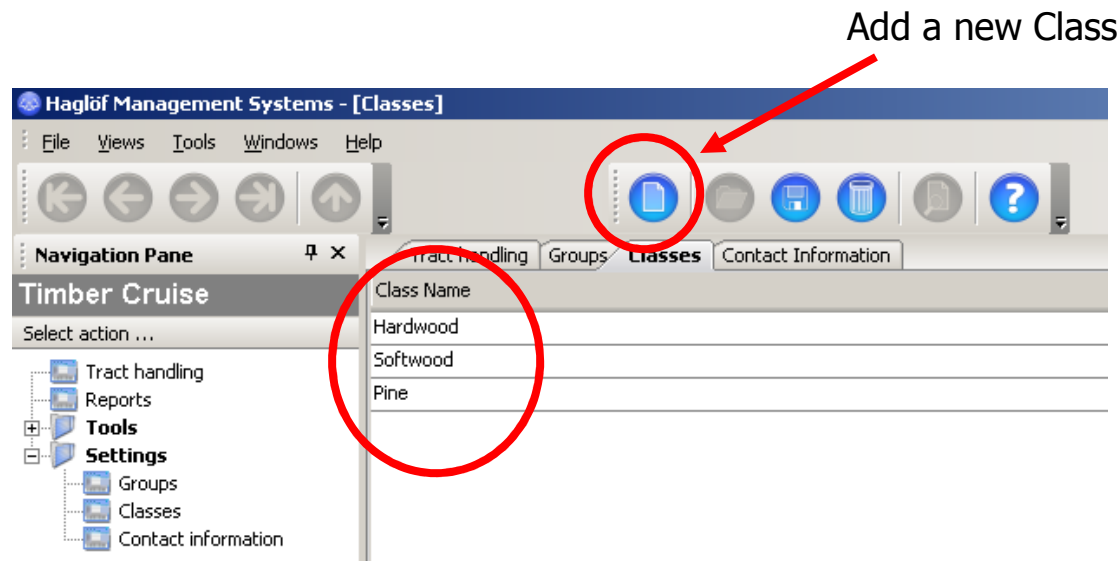 Add a new Class
Haglöf Management Systems - [Classes]
File Views Tools Windows Help
Navigation Pane
Timber Cruise
Select action ...
Tract handling
Reports
Tools
Settings
Groups
Classes
Contact information
Tract handling Groups Classes Contact Information
Class Name
Hardwood
Softwood
Pine